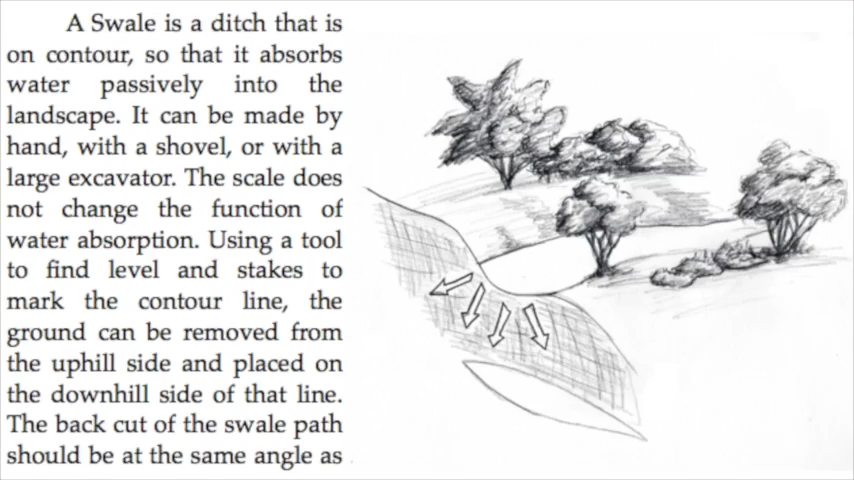 A Swale is a ditch that is
on contour, so that it absorbs
water passively into the
landscape. It can be made by
hand, with a shovel, or with a
large excavator. The scale does
not change the function of
water absorption. Using a tool
to find level and stakes to
mark the contour line, the
ground can be removed from
the uphill side and placed on
the downhill side of that line.
The back cut of the swale path
should be at the same angle as